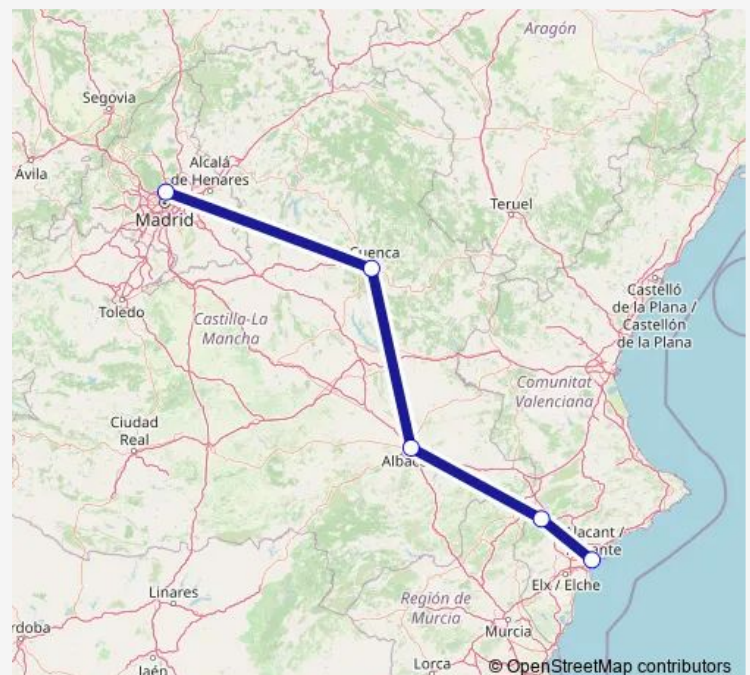 Aragón
Segovia
Alcalá
de Henares
Ávila
Madrid
Teruel
Cuenca
Toledo
Castelló
de la Plana /
Castellón
de la Plana
Castilla-La
Mancha
Comunitat
Valenciana
Ciudad
Real
Elx / Elche
Linares
Región de
Murcia
Murcia
Jaén
Lorca
© OpenStreetMap contributors